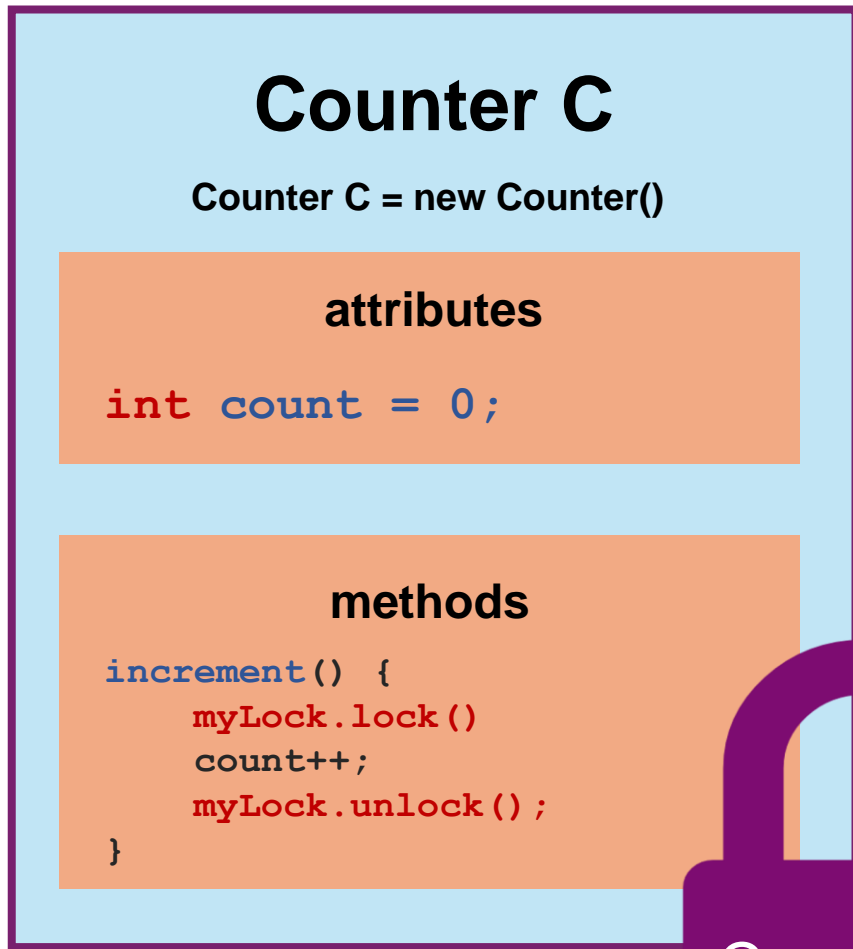 Counter C
Counter C = new Counter()
attributes
int count = 0;
methods
increment() {
myLock.lock()
count++;
myLock.unlock();
}